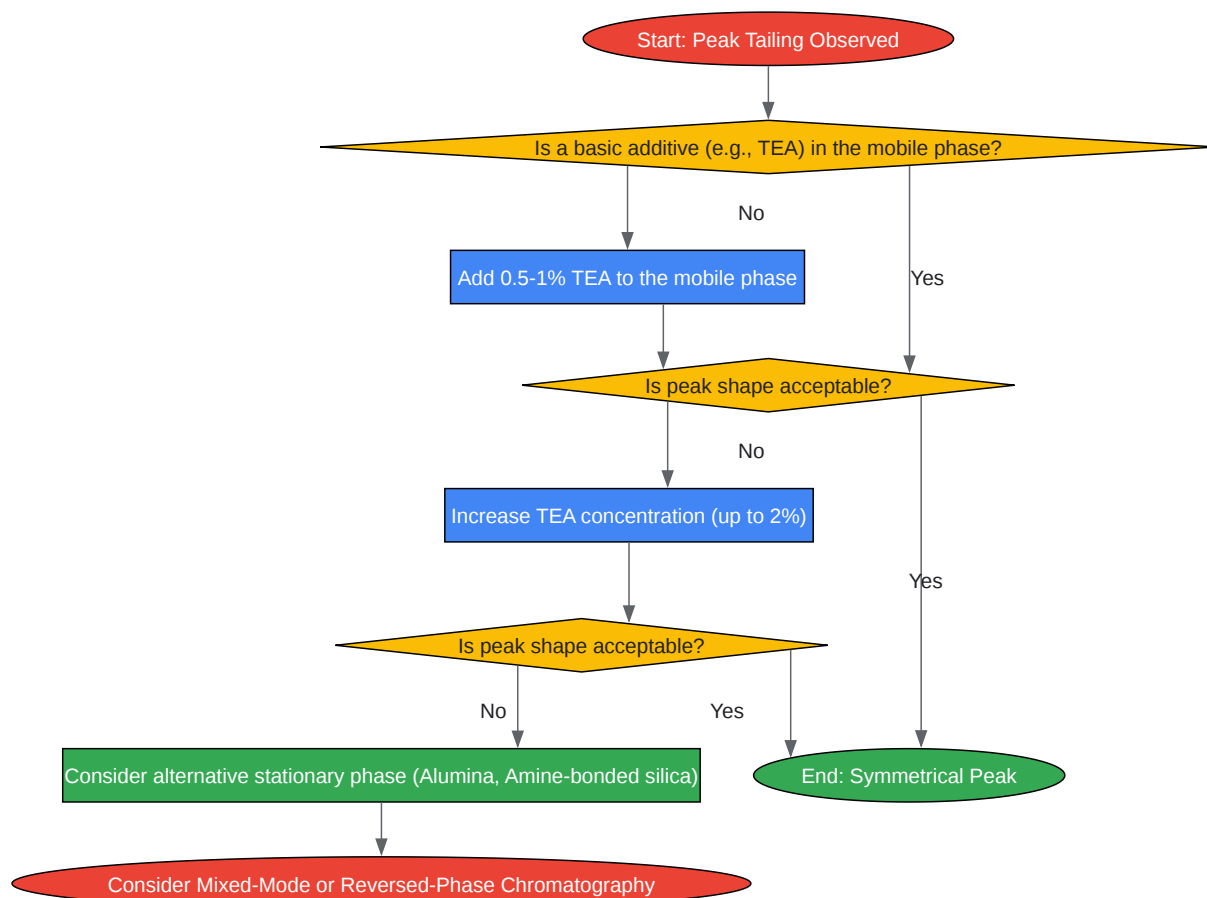 Start: Peak Tailing Observed
Is a basic additive (e.g., TEA) in the mobile phase?
No
Add 0.5-1% TEA to the mobile phase
Yes
Is peak shape acceptable?
No
Increase TEA concentration (up to 2%)
Yes
Is peak shape acceptable?
No
Yes
Consider alternative stationary phase (Alumina, Amine-bonded silica)
End: Symmetrical Peak
Consider Mixed-Mode or Reversed-Phase Chromatography